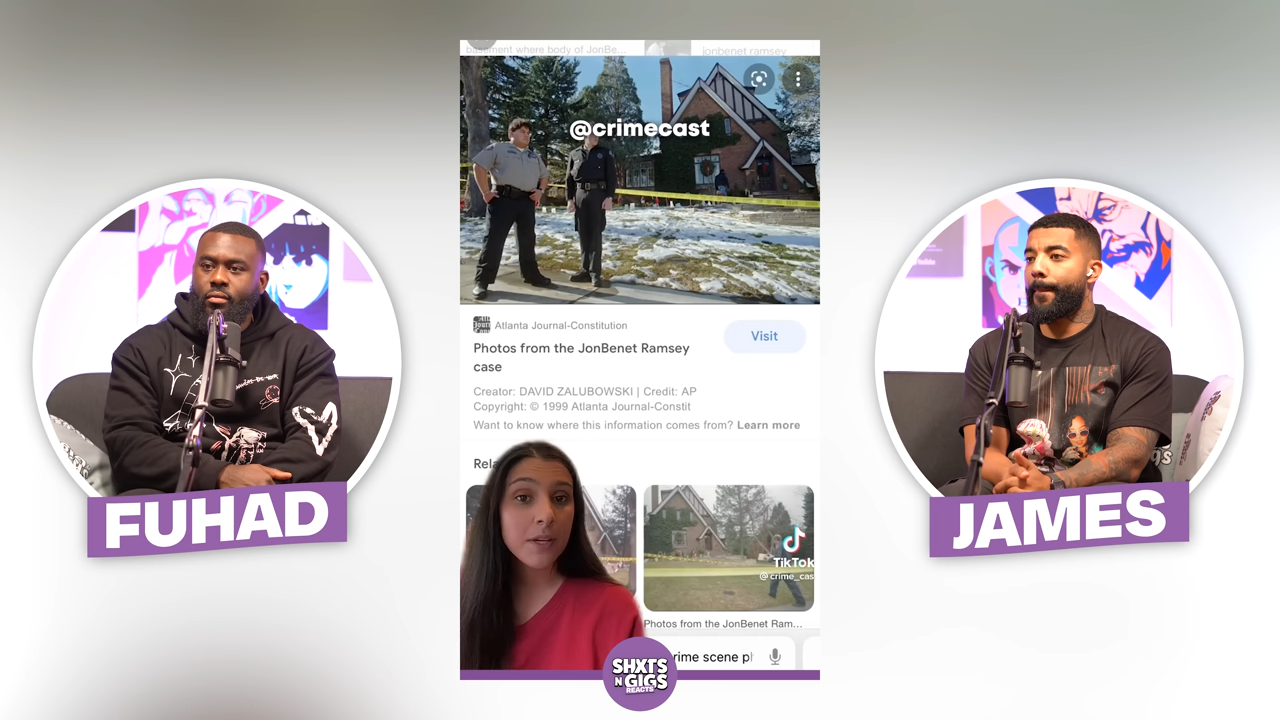 basement where body of JonBe...
jonbenet ramsey
@crimecast
Atlanta Journal-Constitution
Visit
Photos from the JonBenet Ramsey
case
Creator: DAVID ZALUBOWSKI | Credit: AP
Copyright: © 1999 Atlanta Journal-Constit
Want to know where this information comes from? Learn more
Rela
TikTok
@crime_cas
Photos from the JonBenet Ram...
rime scene ph
FUHAD
JAMES
SHXTS
N GIGS
REACTS